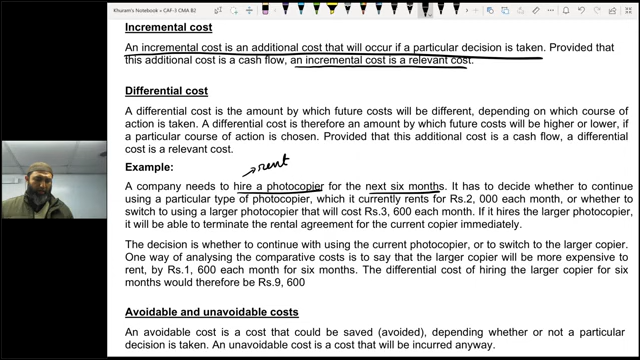 Khuram's Notebook » CAF-3 CMA B2
Incremental cost
An incremental cost is an additional cost that will occur if a particular decision is taken. Provided that
this additional cost is a cash flow, an incremental cost is a relevant cost.
Differential cost
A differential cost is the amount by which future costs will be different, depending on which course of
action is taken. A differential cost is therefore an amount by which future costs will be higher or lower, if
a particular course of action is chosen. Provided that this additional cost is a cash flow, a differential
cost is a relevant cost.
Example:
rent
A company needs to hire a photocopier for the next six months. It has to decide whether to continue
using a particular type of photocopier, which it currently rents for Rs.2, 000 each month, or whether to
switch to using a larger photocopier that will cost Rs.3, 600 each month. If it hires the larger photocopier,
it will be able to terminate the rental agreement for the current copier immediately.
The decision is whether to continue with using the current photocopier, or to switch to the larger copier.
One way of analysing the comparative costs is to say that the larger copier will be more expensive to
rent, by Rs.1, 600 each month for six months. The differential cost of hiring the larger copier for six
months would therefore be Rs.9, 600
Avoidable and unavoidable costs
An avoidable cost is a cost that could be saved (avoided), depending whether or not a particular
decision is taken. An unavoidable cost is a cost that will be incurred anyway.